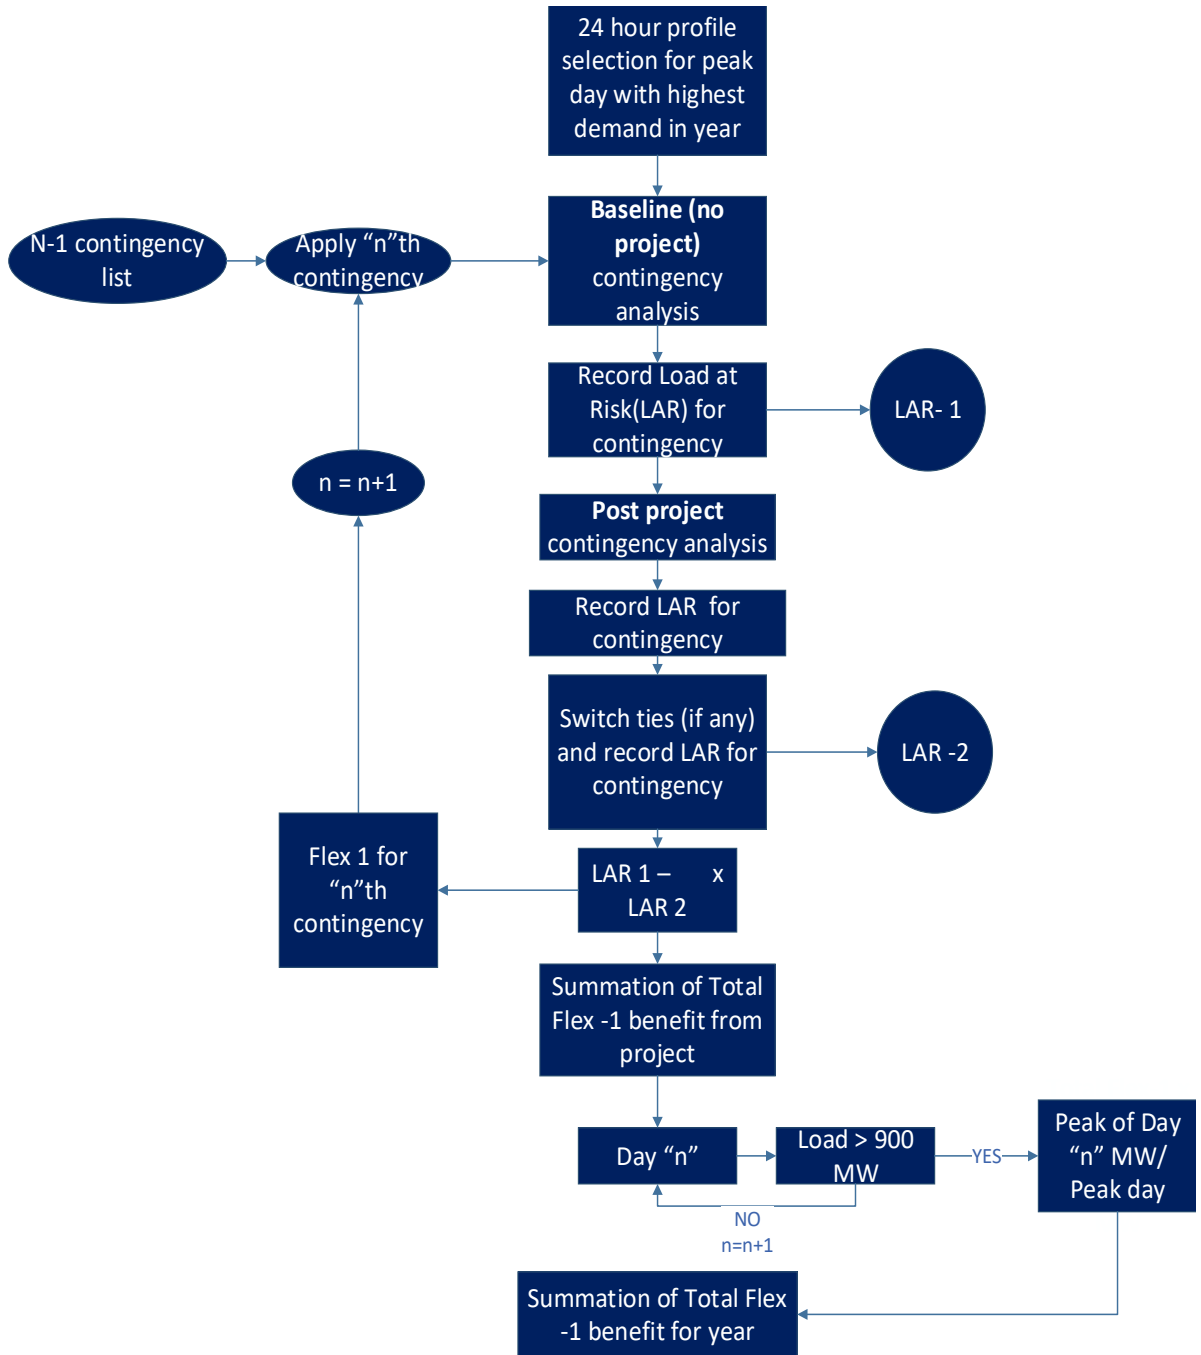 24 hour profile
selection for peak
day with highest
demand in year
N-1 contingency
list
Apply “n”th
contingency
Baseline (no
project)
contingency
analysis
Record Load at
Risk(LAR) for
contingency
LAR- 1
n = n+1
Post project
contingency analysis
Record LAR for
contingency
Switch ties (if any)
and record LAR for
contingency
LAR -2
Flex 1 for
“n”th
contingency
LAR 1 – x
LAR 2
Summation of Total
Flex -1 benefit from
project
Day “n”
Load > 900
MW
YES
Peak of Day
“n” MW/
Peak day
NO
n=n+1
Summation of Total Flex
-1 benefit for year